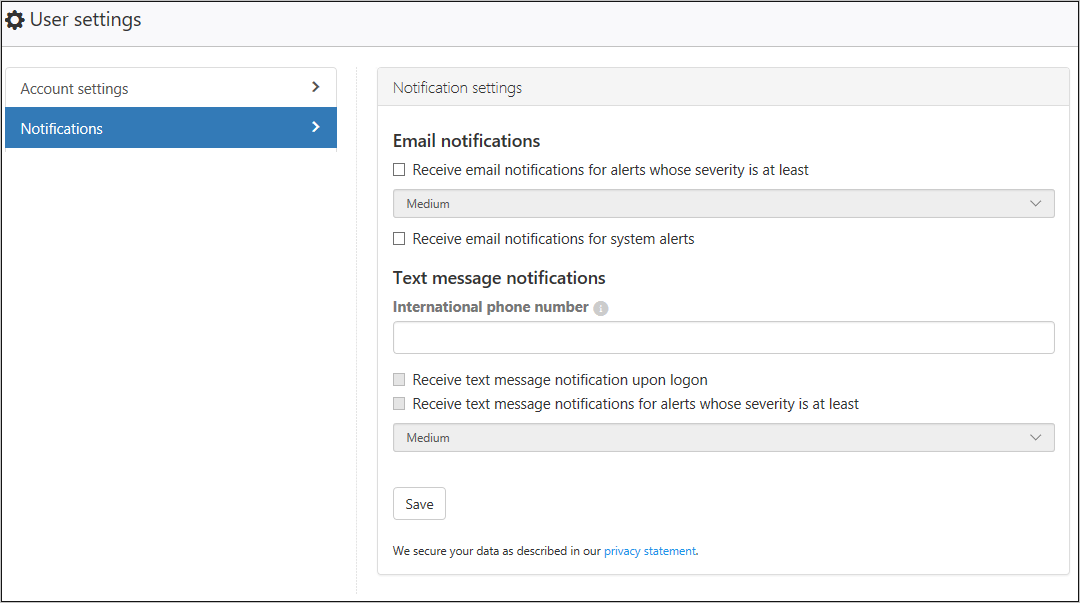 User settings
Account settings
Notifications
Notification settings
Email notifications
Receive email notifications for alerts whose severity is at least
Medium
Receive email notifications for system alerts
Text message notifications
International phone number
Receive text message notification upon logon
Receive text message notifications for alerts whose severity is at least
Medium
Save
We secure your data as described in our privacy statement.